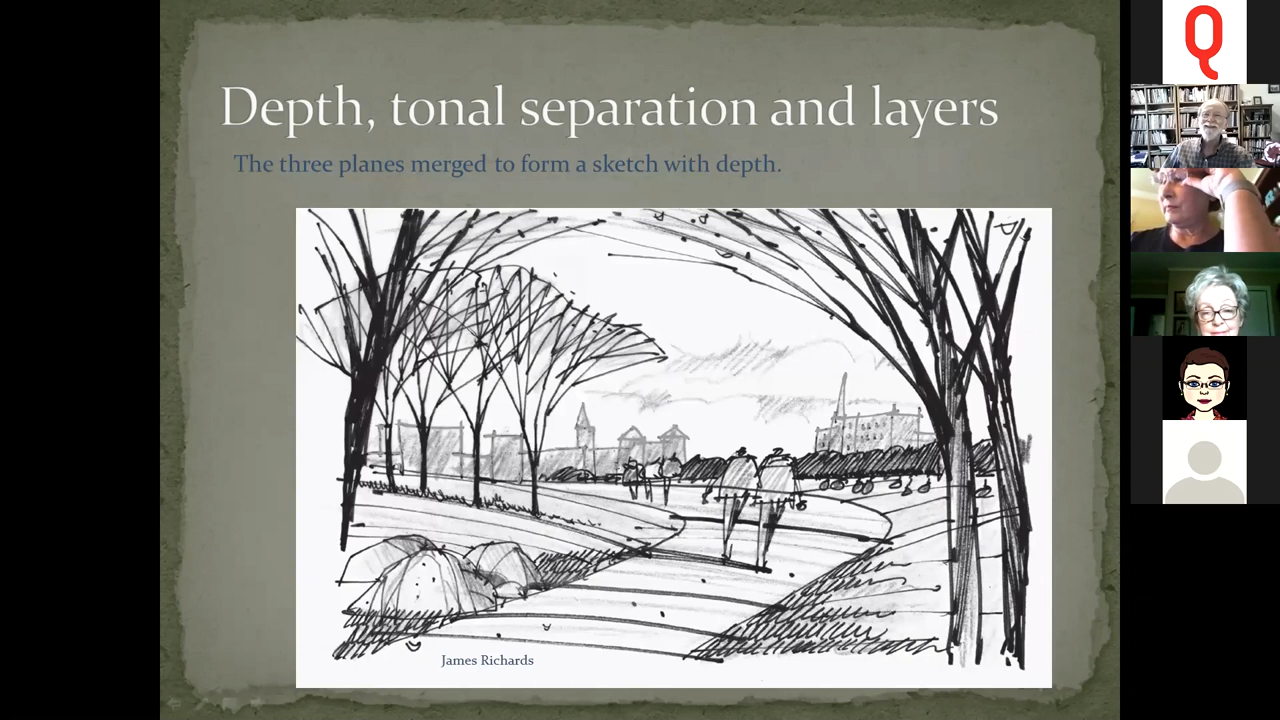 Depth, tonal separation and layers
The three planes merged to form a sketch with depth.
James Richards
Q